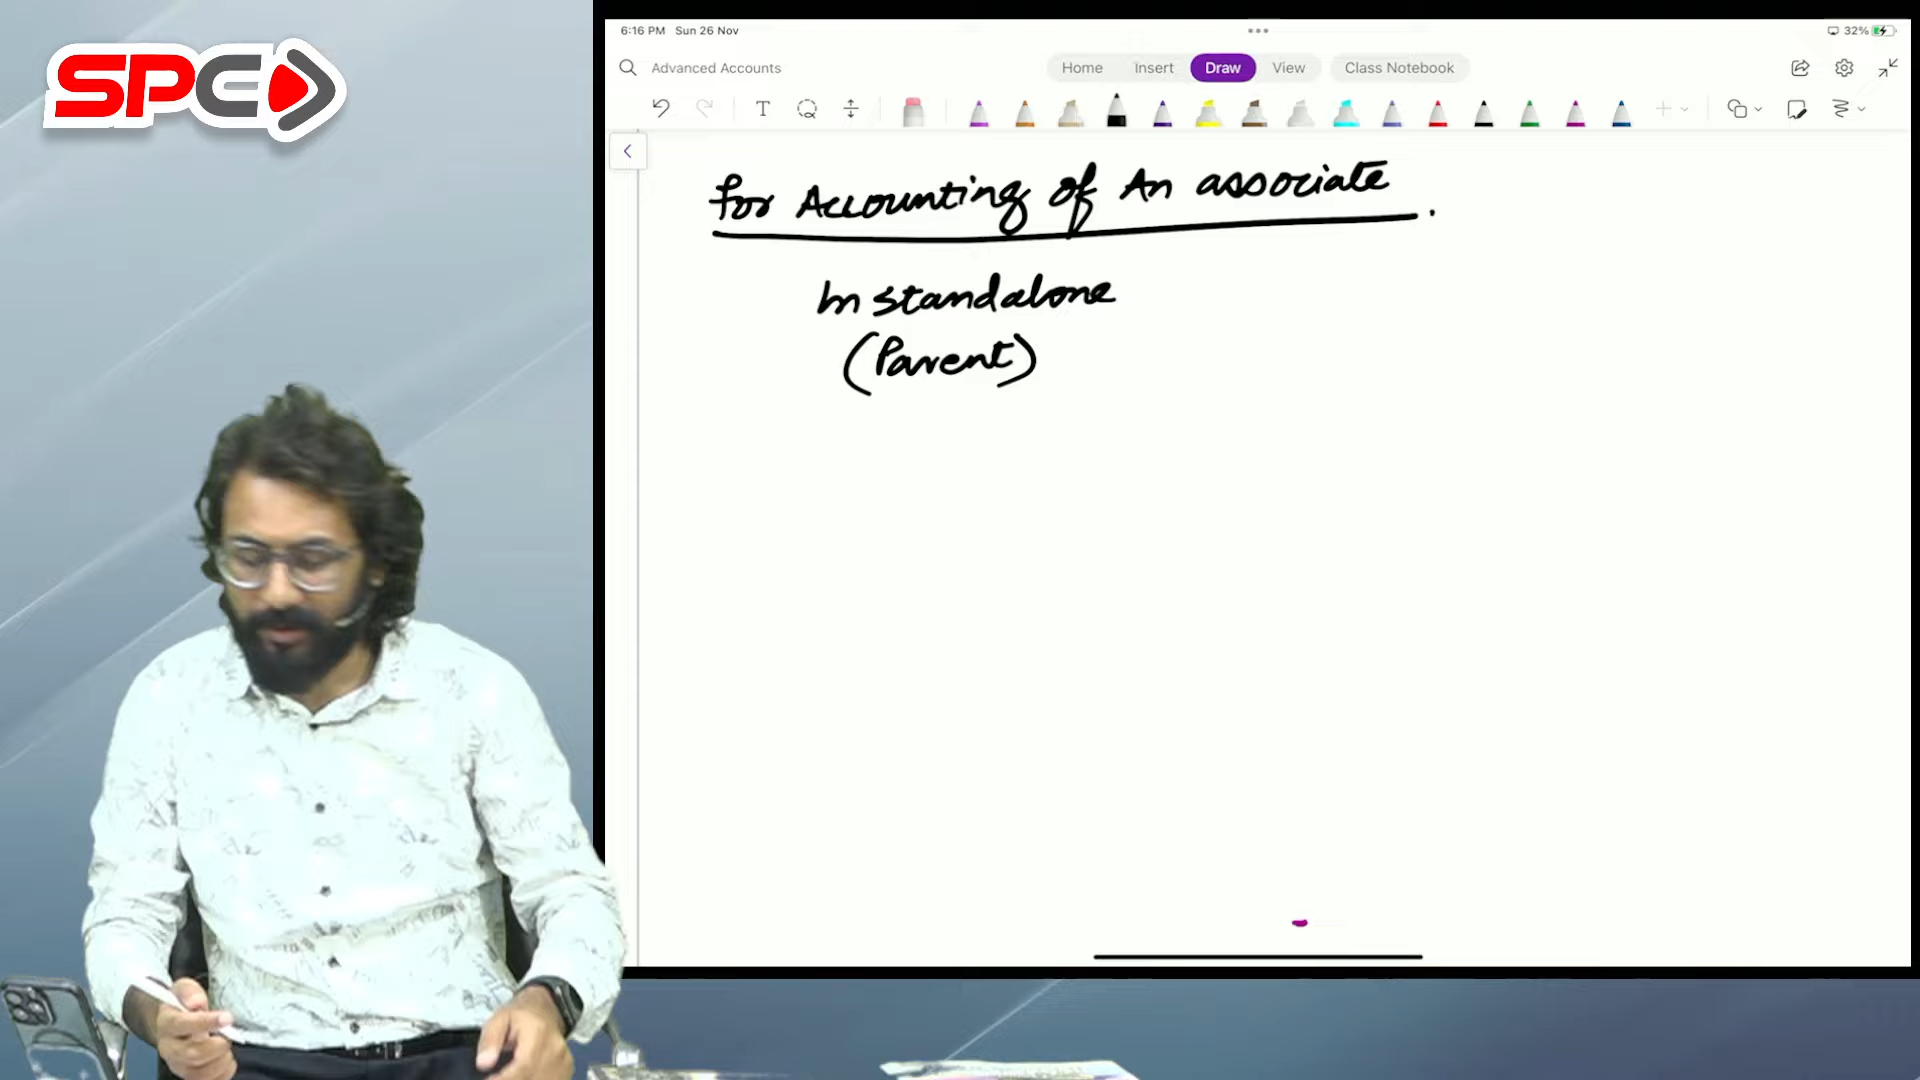 SPE
6:16 PM Sun 26 Nov
32%
Advanced Accounts
Home Insert Draw View Class Notebook
T
for Accounting of An associate.
In standalone
(Parent)